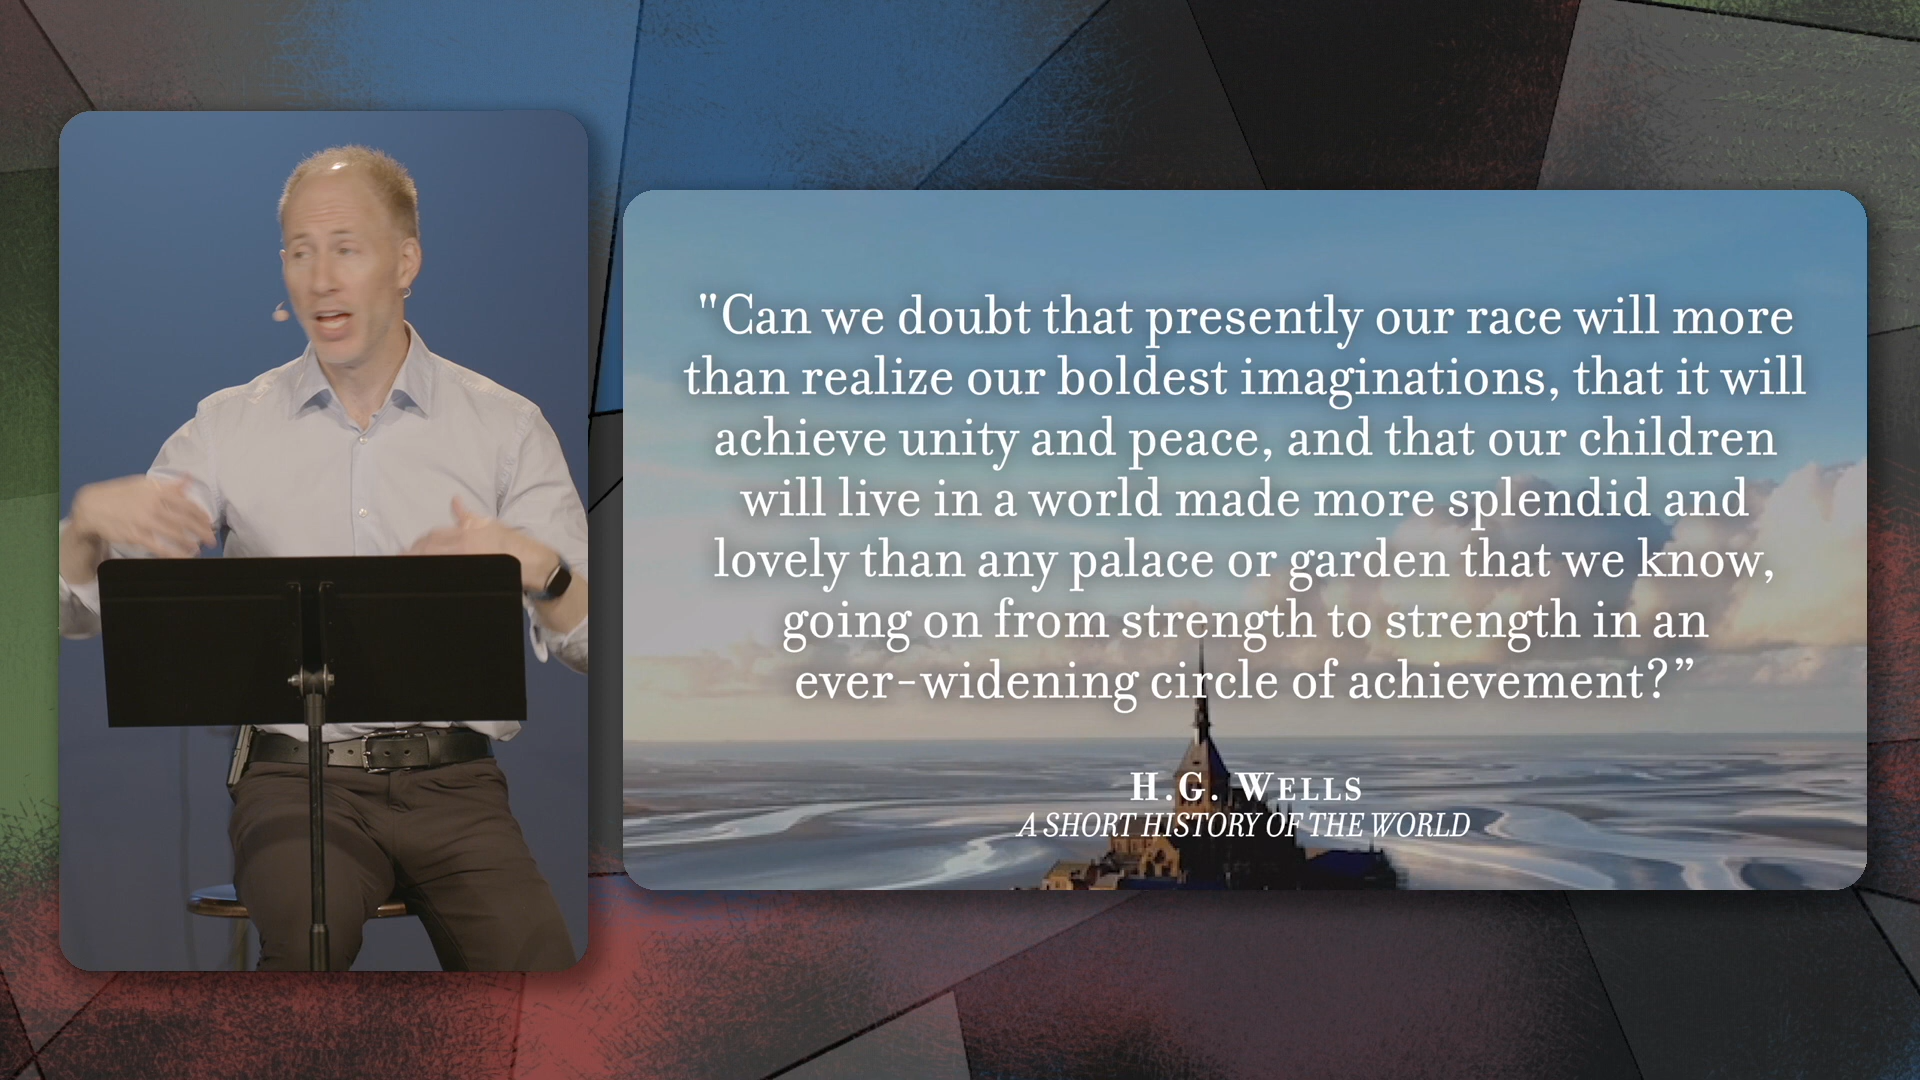 "Can we doubt that presently our race will more
than realize our boldest imaginations, that it will
achieve unity and peace, and that our children
will live in a world made more splendid and
lovely than any palace or garden that we know,
going on from strength to strength in an
ever-widening circle of achievement?”
H.G. WELLS
A SHORT HISTORY OF THE WORLD